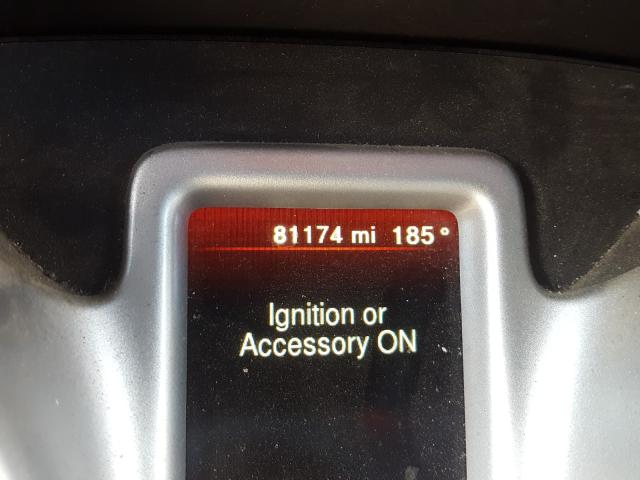 81174 mi 185°
Ignition or
Accessory ON